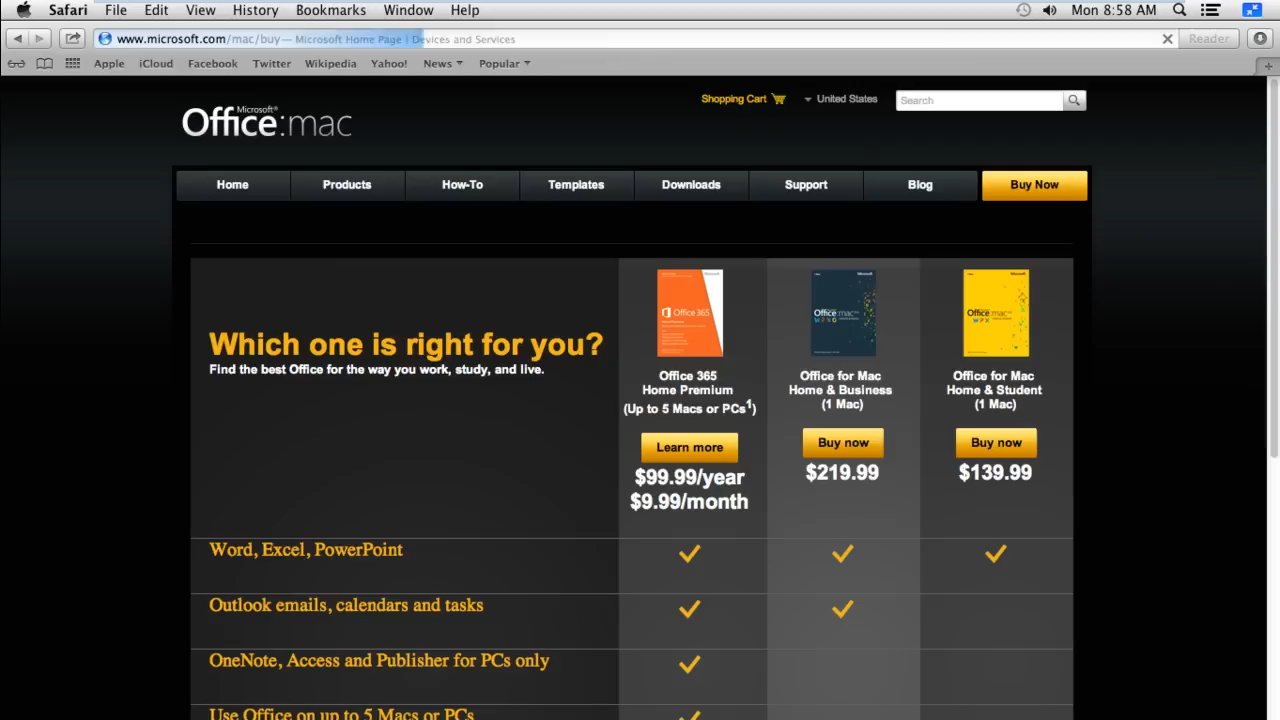 Safari File Edit View History Bookmarks Window Help Mon 8:58 AM
www.microsoft.com/mac/buy — Microsoft Home Page | Devices and Services Reader
Apple iCloud Facebook Twitter Wikipedia Yahoo! News Popular
Shopping Cart United States Search
Microsoft®
Office:mac
Home Products How-To Templates Downloads Support Blog Buy Now
Office 365
Office:mac
Office:mac
Which one is right for you?
Find the best Office for the way you work, study, and live.
Office 365
Home Premium
(Up to 5 Macs or PCs1)
Learn more
$99.99/year
$9.99/month
Office for Mac
Home & Business
(1 Mac)
Buy now
$219.99
Office for Mac
Home & Student
(1 Mac)
Buy now
$139.99
Word, Excel, PowerPoint
Outlook emails, calendars and tasks
OneNote, Access and Publisher for PCs only
Use Office on up to 5 Macs or PCs